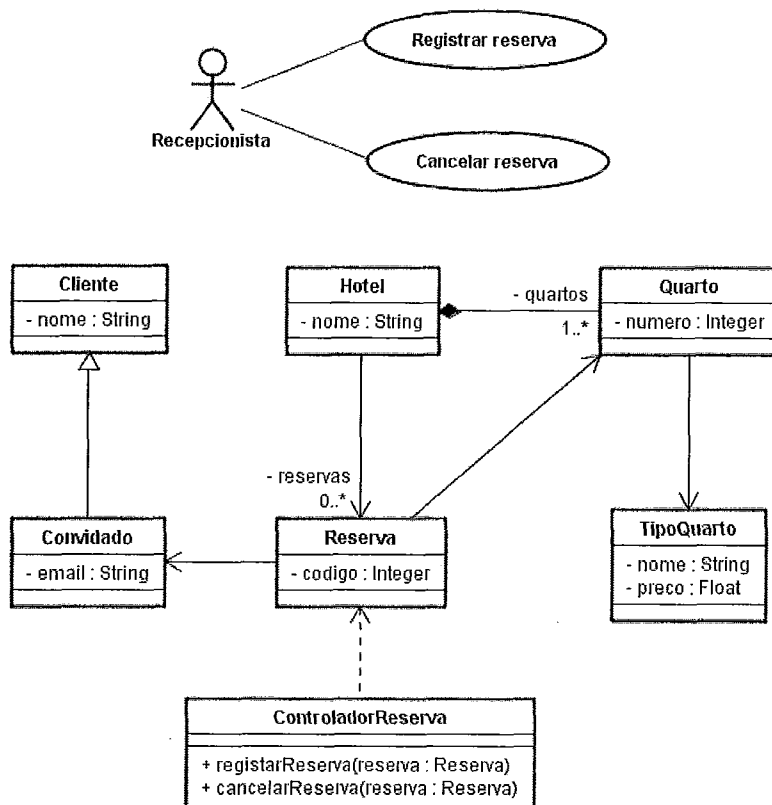 Registrar reserva
Recepcionista
Cancelar reserva
Cliente
- nome : String
Hotel
- nome : String
- quartos
1..*
Quarto
- numero : Integer
- reservas
0..*
Convidado
- email : String
Reserva
- codigo : Integer
TipoQuarto
- nome : String
- preco : Float
ControladorReserva
+ registarReserva(reserva : Reserva)
+ cancelarReserva(reserva : Reserva)